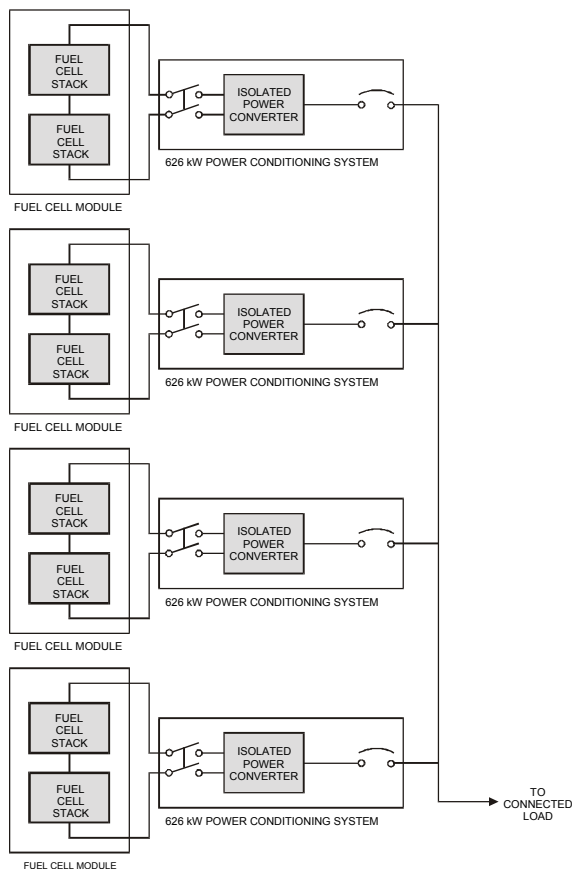 FUEL
CELL
STACK
FUEL
CELL
STACK
FUEL CELL MODULE
ISOLATED
POWER
CONVERTER
626 kW POWER CONDITIONING SYSTEM
FUEL
CELL
STACK
FUEL
CELL
STACK
FUEL CELL MODULE
ISOLATED
POWER
CONVERTER
626 kW POWER CONDITIONING SYSTEM
FUEL
CELL
STACK
FUEL
CELL
STACK
FUEL CELL MODULE
ISOLATED
POWER
CONVERTER
626 kW POWER CONDITIONING SYSTEM
FUEL
CELL
STACK
FUEL
CELL
STACK
FUEL CELL MODULE
ISOLATED
POWER
CONVERTER
626 kW POWER CONDITIONING SYSTEM
TO
CONNECTED
LOAD